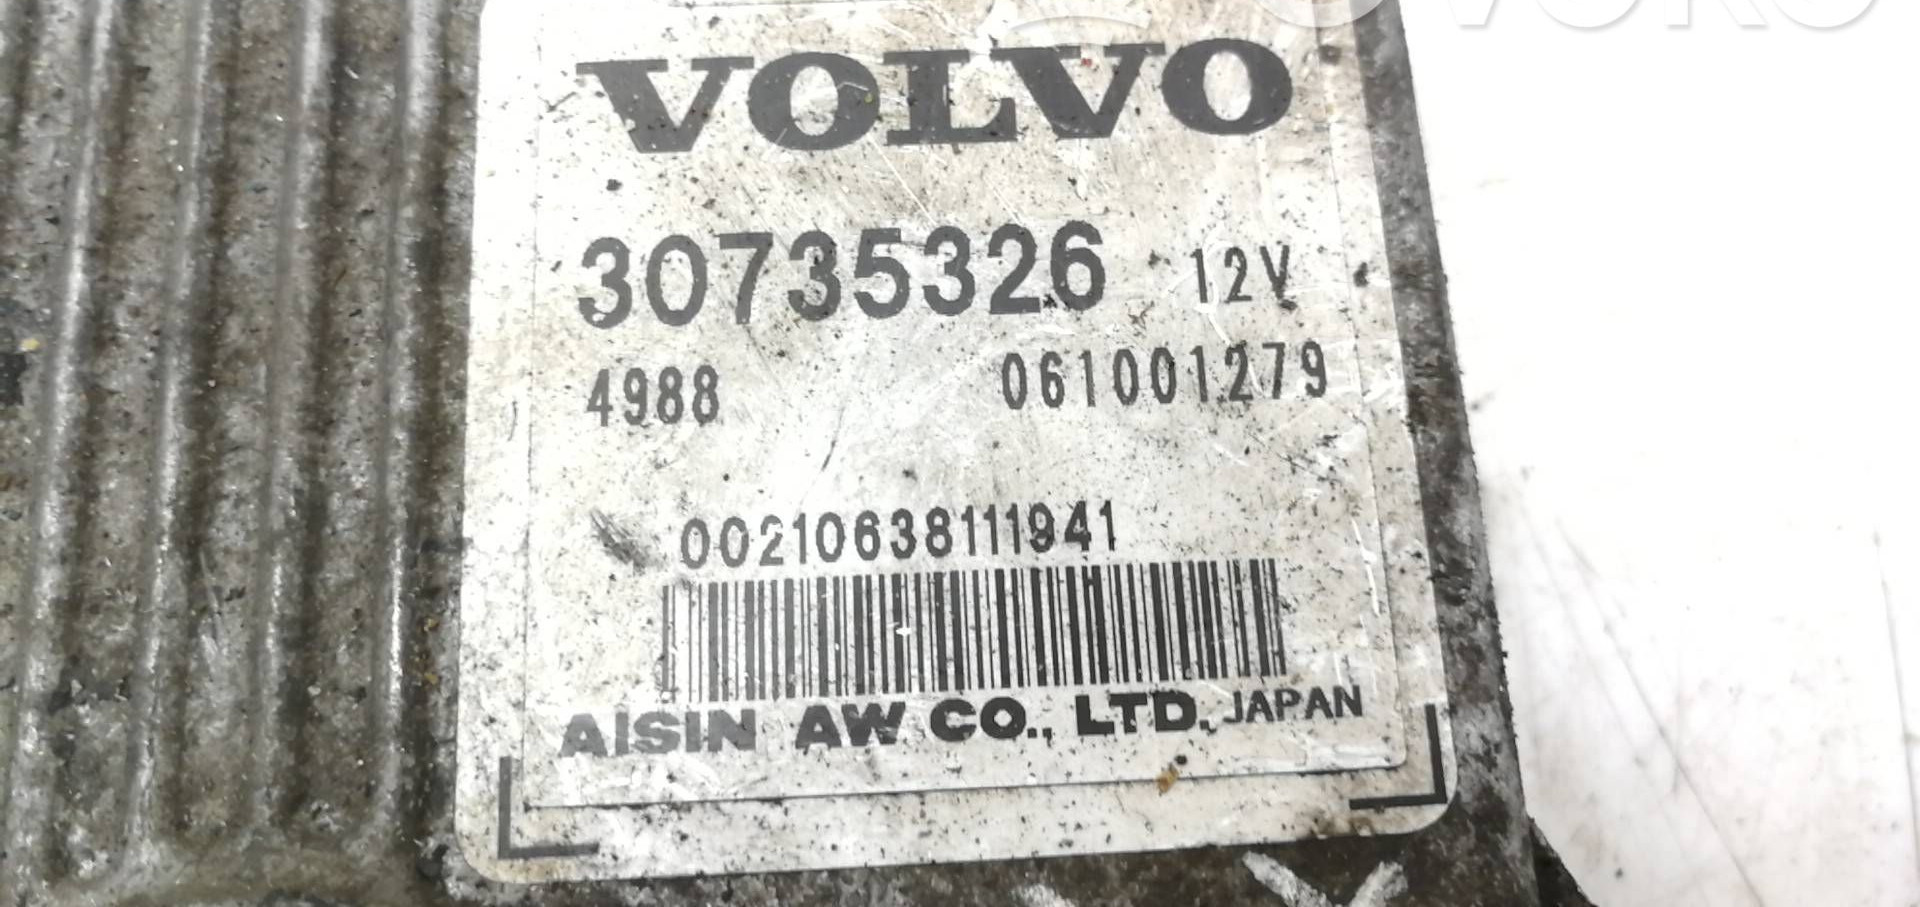 VOLVO
30735326 12V
4988 061001279
00210638111941
AISIN AW CO., LTD. JAPAN